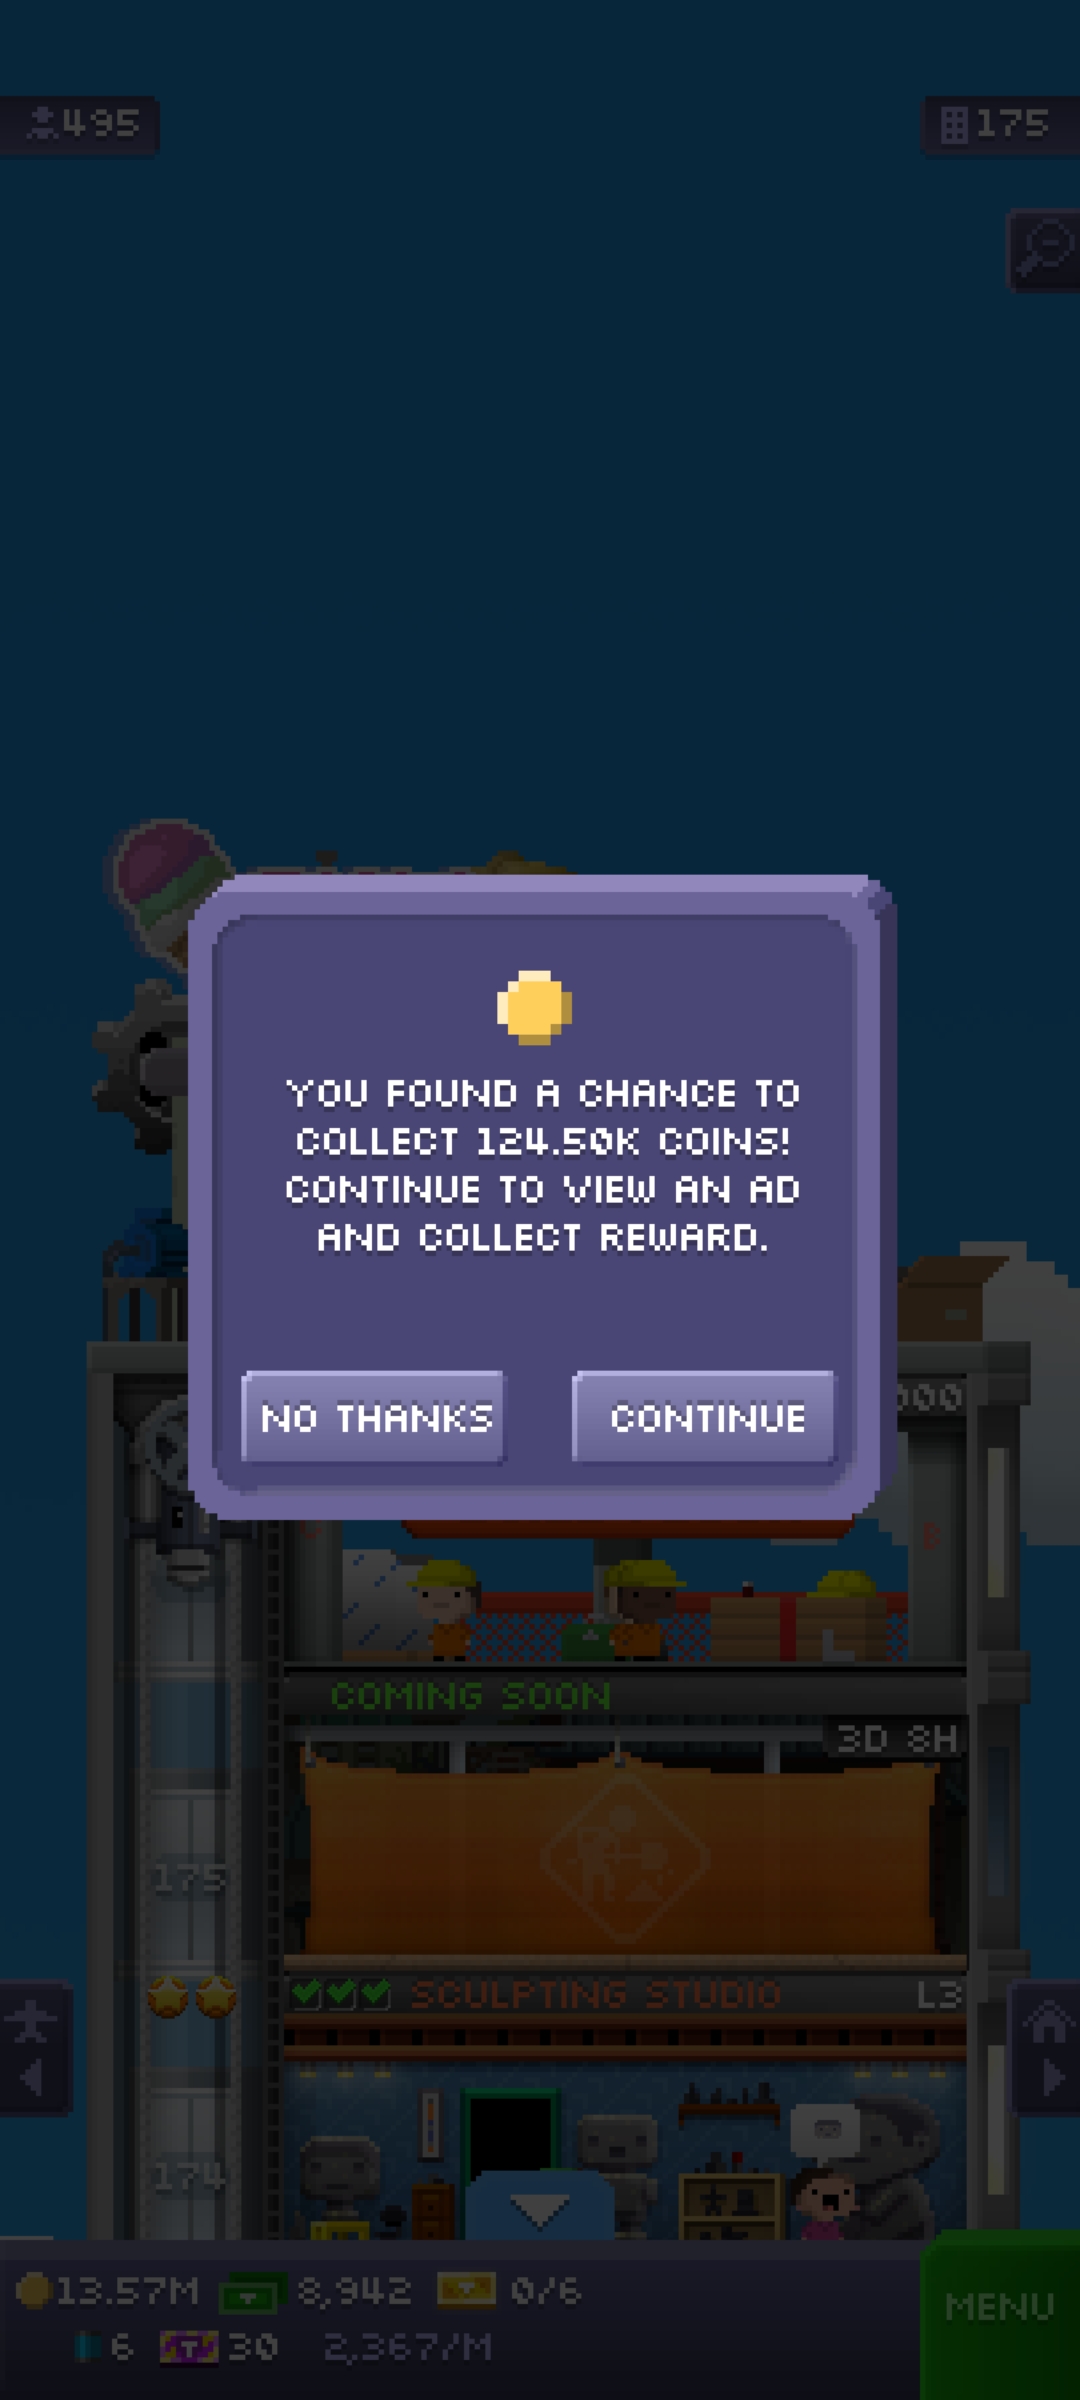 495
175
YOU FOUND A CHANCE TO
COLLECT 124.50K COINS!
CONTINUE TO VIEW AN AD
AND COLLECT REWARD.
NO THANKS
CONTINUE
000
B
L
COMING SOON
3D 8H
175
SCULPTING STUDIO
L3
174
13.57M
8,942
0/6
MENU
6
T
30
2,367/M